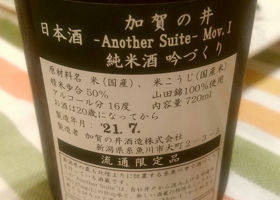 加賀の井
日本酒 -Another Suite- Mov. I
純米酒 吟づくり
原材料名 米(国産)、米こうじ(国産米)
精米歩合 50% 山田錦100%使用
アルコール分 16度 内容量 720ml
お酒は20歳になってから
製造年月: '21. 7.
製造者 加賀の井酒造株式会社
新潟県糸魚川市大町2-3-5
流通限定品